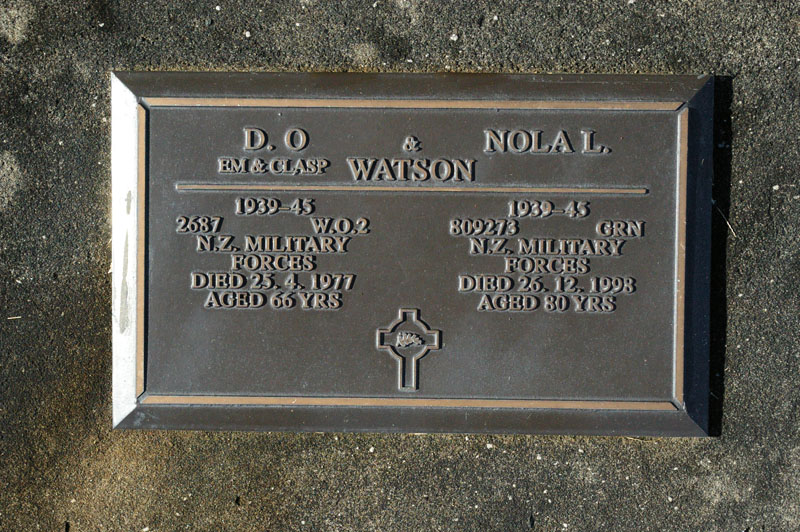 D. O & NOLA L.
EM & CLASP WATSON
1939–45
2687 W.O.2
N.Z. MILITARY
FORCES
DIED 25. 4. 1977
AGED 66 YRS
1939–45
809273 GRN
N.Z. MILITARY
FORCES
DIED 26. 12. 1998
AGED 80 YRS